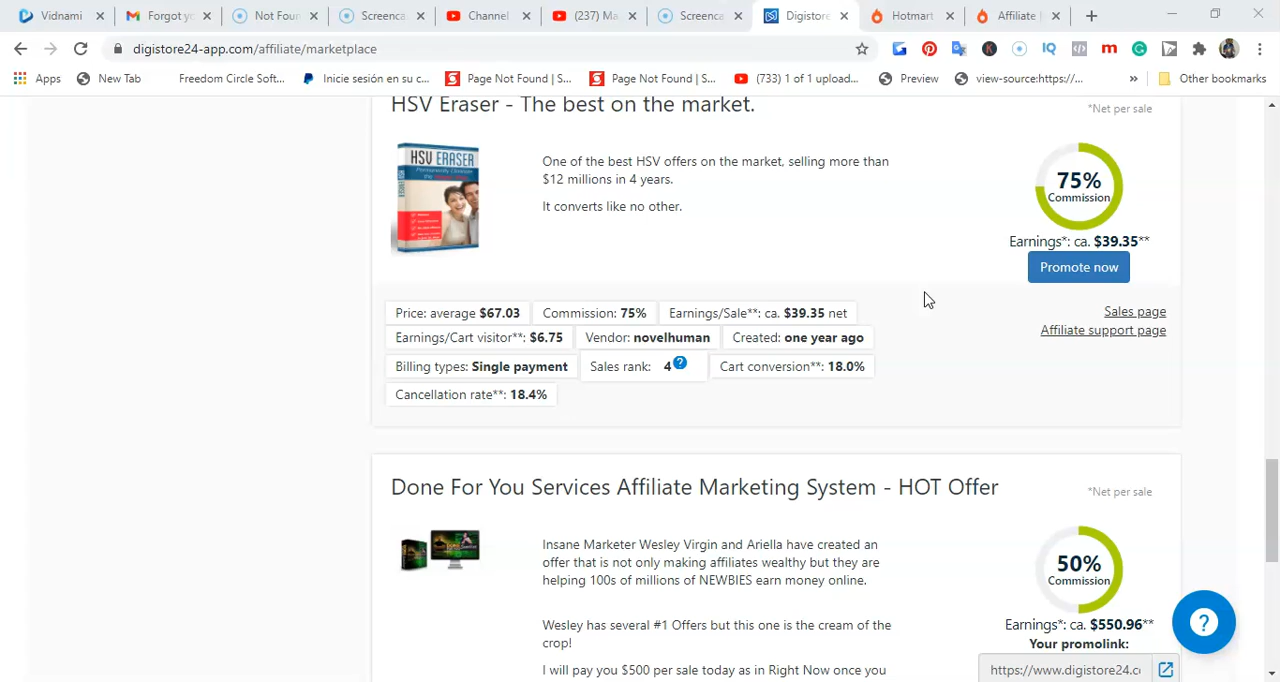 Vidnami
Forgot yo
Not Foun
Screenca
Channel
(237) Ma
Screenca
Digistore
Hotmart
Affiliate
digistore24-app.com/affiliate/marketplace
Apps
New Tab
Freedom Circle Soft...
Inicie sesión en su c...
Page Not Found | S...
Page Not Found | S...
(733) 1 of 1 upload...
Preview
view-source:https://...
»
Other bookmarks
HSV Eraser - The best on the market.
*Net per sale
HSV ERASER
One of the best HSV offers on the market, selling more than
$12 millions in 4 years.
It converts like no other.
75%
Commission
Earnings*: ca. $39.35**
Promote now
Price: average $67.03
Commission: 75%
Earnings/Sale**: ca. $39.35 net
Sales page
Earnings/Cart visitor**: $6.75
Vendor: novelhuman
Created: one year ago
Affiliate support page
Billing types: Single payment
Sales rank: 4
Cart conversion**: 18.0%
Cancellation rate**: 18.4%
Done For You Services Affiliate Marketing System - HOT Offer
*Net per sale
Insane Marketer Wesley Virgin and Ariella have created an
offer that is not only making affiliates wealthy but they are
helping 100s of millions of NEWBIES earn money online.
50%
Commission
Wesley has several #1 Offers but this one is the cream of the
crop!
Earnings*: ca. $550.96**
Your promolink:
I will pay you $500 per sale today as in Right Now once you
https://www.digistore24.co